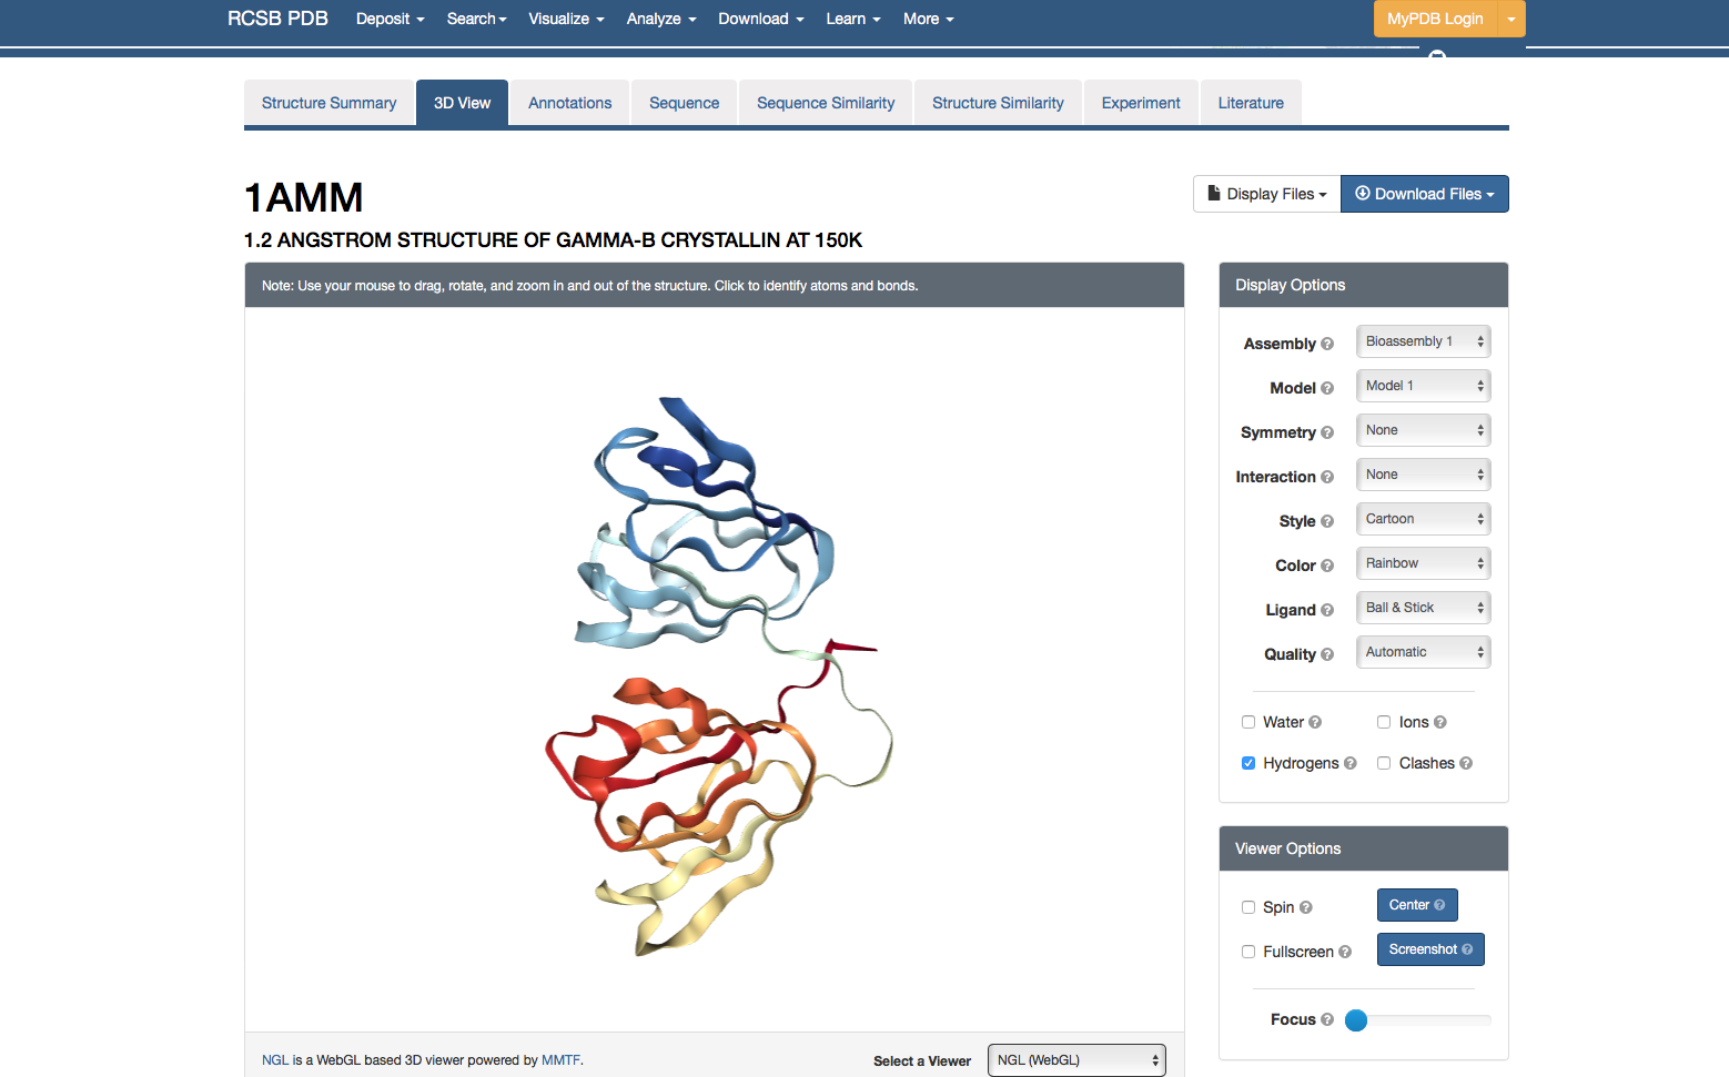 RCSB PDB Deposit Search Visualize Analyze Download Learn More MyPDB Login
Structure Summary 3D View Annotations Sequence Sequence Similarity Structure Similarity Experiment Literature
1AMM
Display Files Download Files
1.2 ANGSTROM STRUCTURE OF GAMMA-B CRYSTALLIN AT 150K
Note: Use your mouse to drag, rotate, and zoom in and out of the structure. Click to identify atoms and bonds.
Display Options
Assembly ? Bioassembly 1
Model ? Model 1
Symmetry ? None
Interaction ? None
Style ? Cartoon
Color ? Rainbow
Ligand ? Ball & Stick
Quality ? Automatic
Water ? Ions ?
Hydrogens ? Clashes ?
Viewer Options
Spin ? Center ?
Fullscreen ? Screenshot ?
Focus ?
NGL is a WebGL based 3D viewer powered by MMTF. Select a Viewer NGL (WebGL)